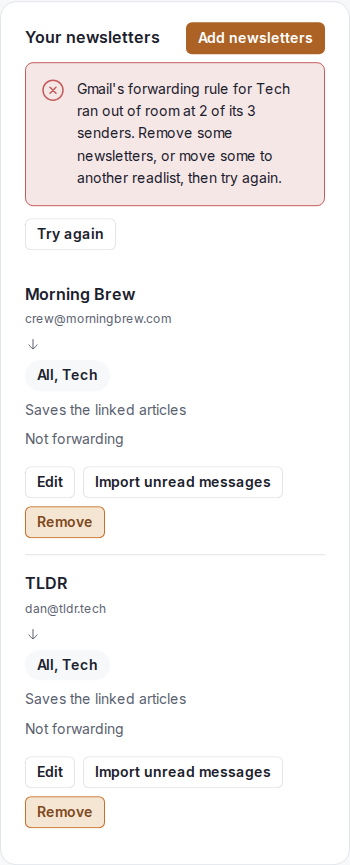 Your newsletters
Add newsletters
Gmail's forwarding rule for Tech
ran out of room at 2 of its 3
senders. Remove some
newsletters, or move some to
another readlist, then try again.
Try again
Morning Brew
crew@morningbrew.com
↓
All, Tech
Saves the linked articles
Not forwarding
Edit
Import unread messages
Remove
TLDR
dan@tldr.tech
↓
All, Tech
Saves the linked articles
Not forwarding
Edit
Import unread messages
Remove